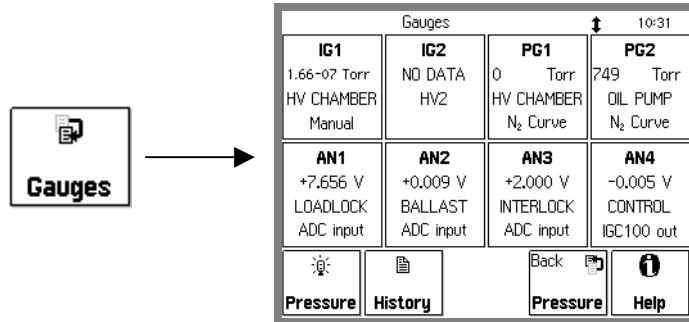 Gauges
Gauges 10:31
IG1 IG2 PG1 PG2
1.66-07 Torr NO DATA 0 Torr 749 Torr
HV CHAMBER HV2 HV CHAMBER OIL PUMP
Manual N₂ Curve N₂ Curve
AN1 AN2 AN3 AN4
+7.656 V +0.009 V +2.000 V -0.005 V
LOADLOCK BALLAST INTERLOCK CONTROL
ADC input ADC input ADC input IGC100 out
Back
Pressure History Pressure Help